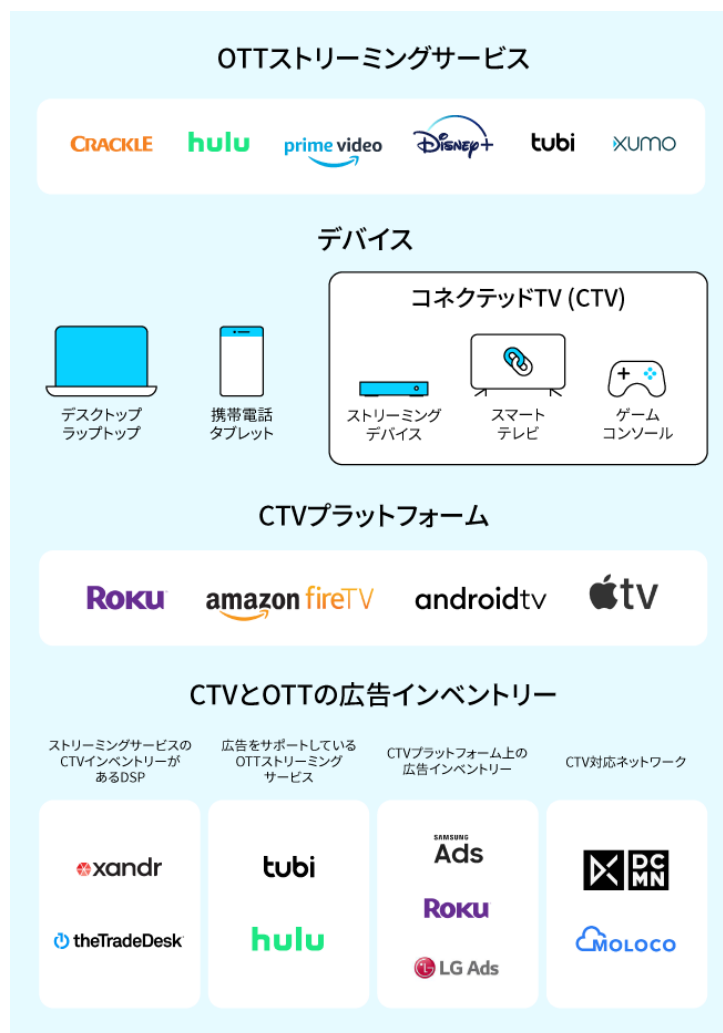 OTTストリーミングサービス
CRACKLE
hulu
prime video
Disney+
tubi
XUMO
デバイス
コネクテッドTV (CTV)
デスクトップ
ラップトップ
携帯電話
タブレット
ストリーミング
デバイス
スマート
テレビ
ゲーム
コンソール
CTVプラットフォーム
ROKU
amazon fireTV
androidtv
tv
CTVとOTTの広告インベントリー
ストリーミングサービスの
CTVインベントリーが
あるDSP
広告をサポートしている
OTTストリーミング
サービス
CTVプラットフォーム上の
広告インベントリー
CTV対応ネットワーク
xandr
theTradeDesk
tubi
hulu
SAMSUNG
Ads
ROKU
LG Ads
DC
MN
MOLOCO